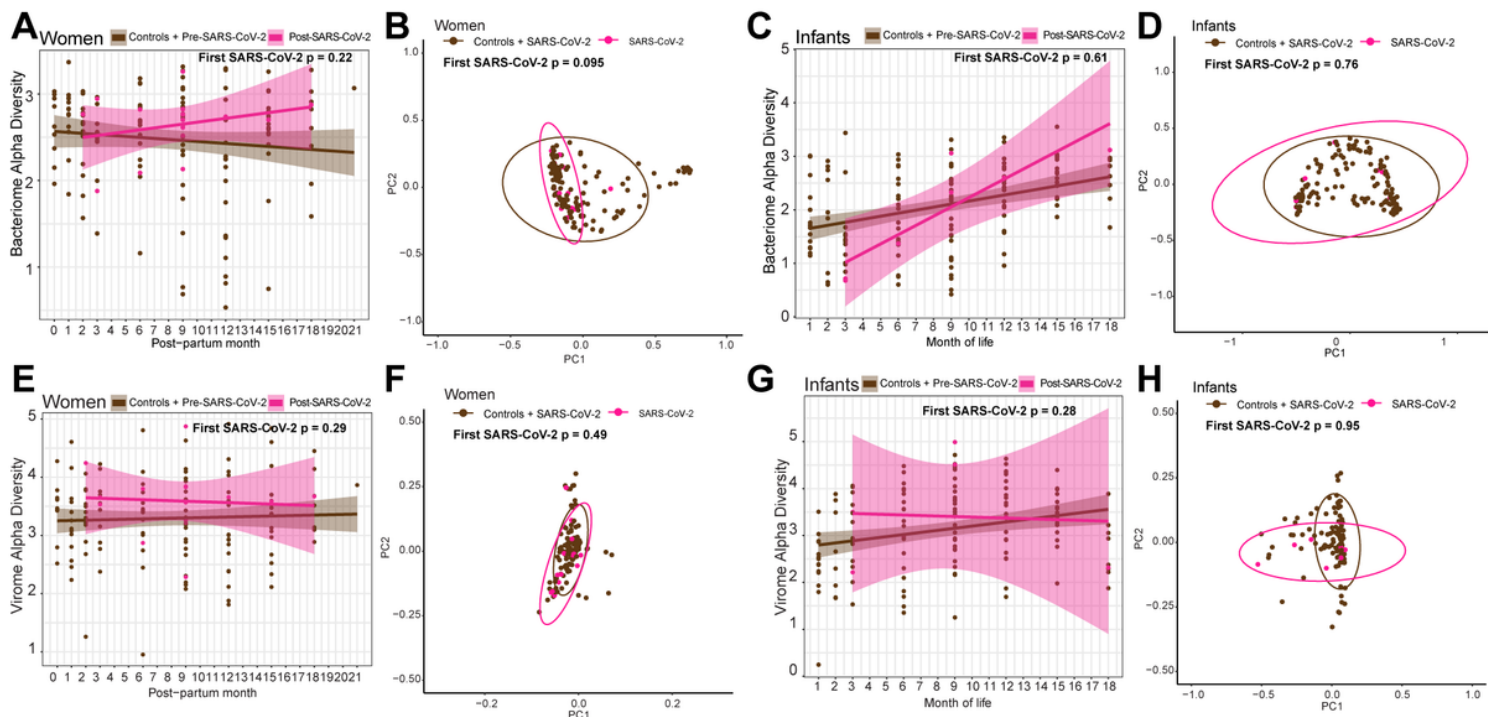 A
Women
Controls + Pre-SARS-CoV-2 Post-SARS-CoV-2
First SARS-CoV-2 p = 0.22
Bacteriome Alpha Diversity
3
2
1
0 1 2 3 4 5 6 7 8 9 10 11 12 13 14 15 16 17 18 19 20 21
Post-partum month
B
Women
Controls + SARS-CoV-2 SARS-CoV-2
First SARS-CoV-2 p = 0.095
PC2
1.0
0.5
0.0
−0.5
−1.0
−1.0 −0.5 0.0 0.5 1.0
PC1
C
Infants
Controls + Pre-SARS-CoV-2 Post-SARS-CoV-2
First SARS-CoV-2 p = 0.61
Bacteriome Alpha Diversity
5
4
3
2
1
0
1 2 3 4 5 6 7 8 9 10 11 12 13 14 15 16 17 18
Month of life
D
Infants
Controls + SARS-CoV-2 SARS-CoV-2
First SARS-CoV-2 p = 0.76
PC2
1.0
0.5
0.0
−0.5
−1.0
−1 0 1
PC1
E
Women
Controls + Pre-SARS-CoV-2 Post-SARS-CoV-2
First SARS-CoV-2 p = 0.29
Virome Alpha Diversity
5
4
3
2
1
0 1 2 3 4 5 6 7 8 9 10 11 12 13 14 15 16 17 18 19 20 21
Post-partum month
F
Women
Controls + SARS-CoV-2 SARS-CoV-2
First SARS-CoV-2 p = 0.49
PC2
0.50
0.25
0.00
−0.25
−0.50
−0.2 0.0 0.2
PC1
G
Infants
Controls + Pre-SARS-CoV-2 Post-SARS-CoV-2
First SARS-CoV-2 p = 0.28
Virome Alpha Diversity
5
4
3
2
1
0
1 2 3 4 5 6 7 8 9 10 11 12 13 14 15 16 17 18
Month of life
H
Infants
Controls + SARS-CoV-2 SARS-CoV-2
First SARS-CoV-2 p = 0.95
PC2
0.50
0.25
0.00
−0.25
−0.50
−1.0 −0.5 0.0 0.5 1.0
PC1